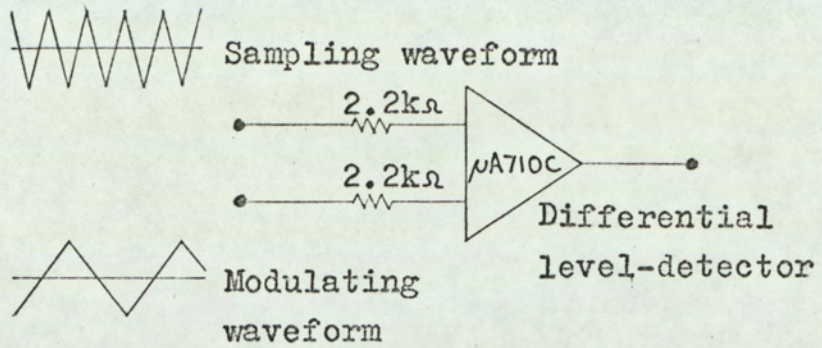 Sampling waveform
2.2kΩ
μA710C
2.2kΩ
Differential
level-detector
Modulating
waveform